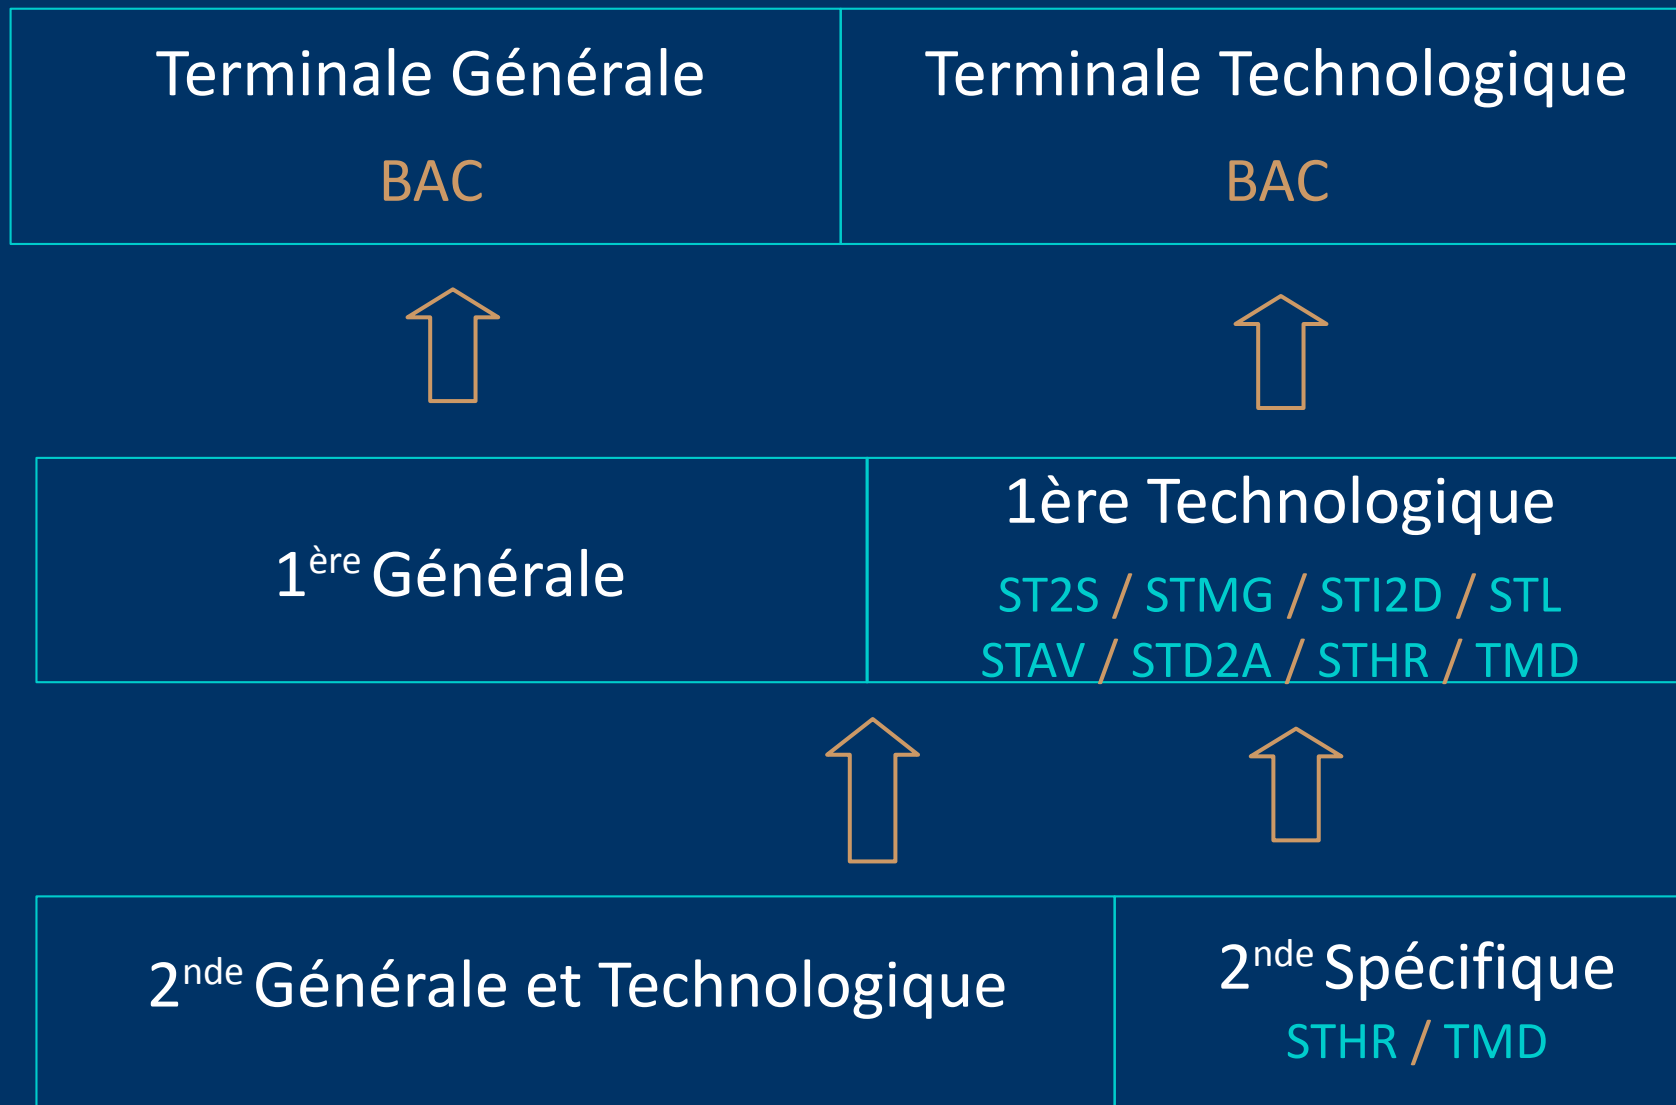 Terminale Générale
BAC
Terminale Technologique
BAC
1ère Générale
1ère Technologique
ST2S / STMG / STI2D / STL
STAV / STD2A / STHR / TMD
2nde Générale et Technologique
2nde Spécifique
STHR / TMD